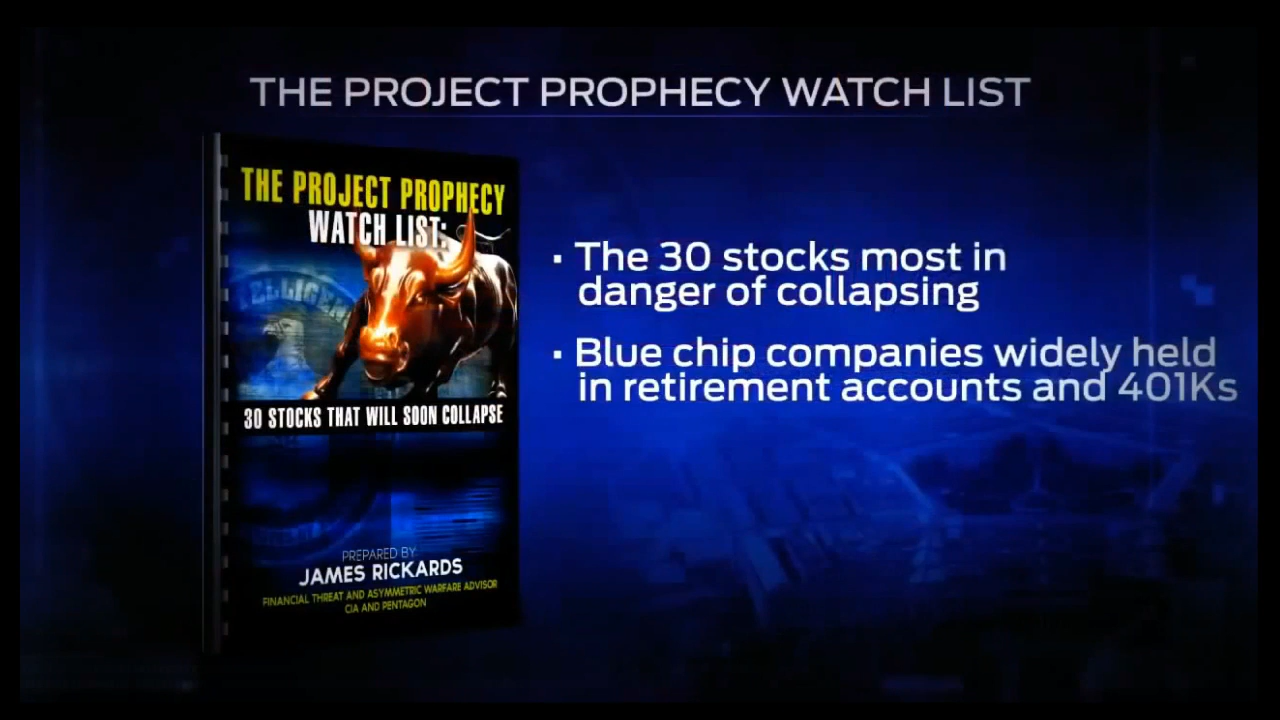 THE PROJECT PROPHECY WATCH LIST
THE PROJECT PROPHECY
WATCH LIST:
30 STOCKS THAT WILL SOON COLLAPSE
PREPARED BY:
JAMES RICKARDS
FINANCIAL THREAT AND ASYMMETRIC WARFARE ADVISOR
CIA AND PENTAGON
· The 30 stocks most in
danger of collapsing
· Blue chip companies widely held
in retirement accounts and 401Ks